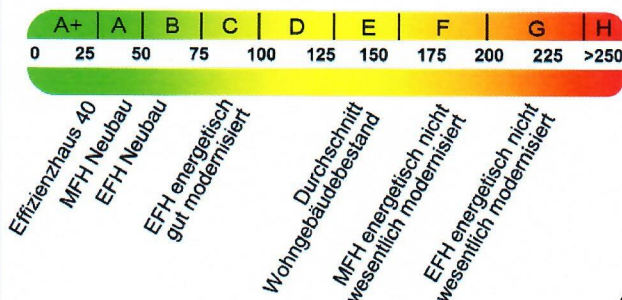 A+ A B C D E F G H
0 25 50 75 100 125 150 175 200 225 >250
Effizienzhaus 40
MFH Neubau
EFH Neubau
EFH energetisch
gut modernisiert
Durchschnitt
Wohngebäudebestand
MFH energetisch nicht
wesentlich modernisiert
EFH energetisch nicht
wesentlich modernisiert